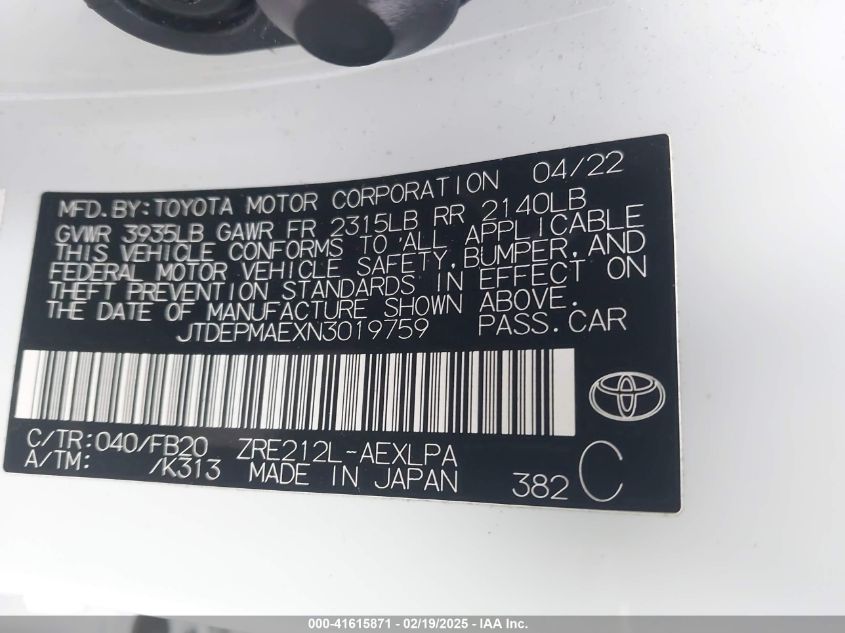 MFD.BY:TOYOTA MOTOR CORPORATION 04/22
GVWR 3935LB GAWR FR 2315LB RR 2140LB
THIS VEHICLE CONFORMS TO ALL APPLICABLE
FEDERAL MOTOR VEHICLE SAFETY,BUMPER,AND
THEFT PREVENTION STANDARDS IN EFFECT ON
THE DATE OF MANUFACTURE SHOWN ABOVE.
JTDEPMAEXN3019759 PASS.CAR
C/TR:040/FB20 ZRE212L-AEXLPA
A/TM: /K313 MADE IN JAPAN 382 C
000-41615871 | 02/19/2025 | IAA Inc.